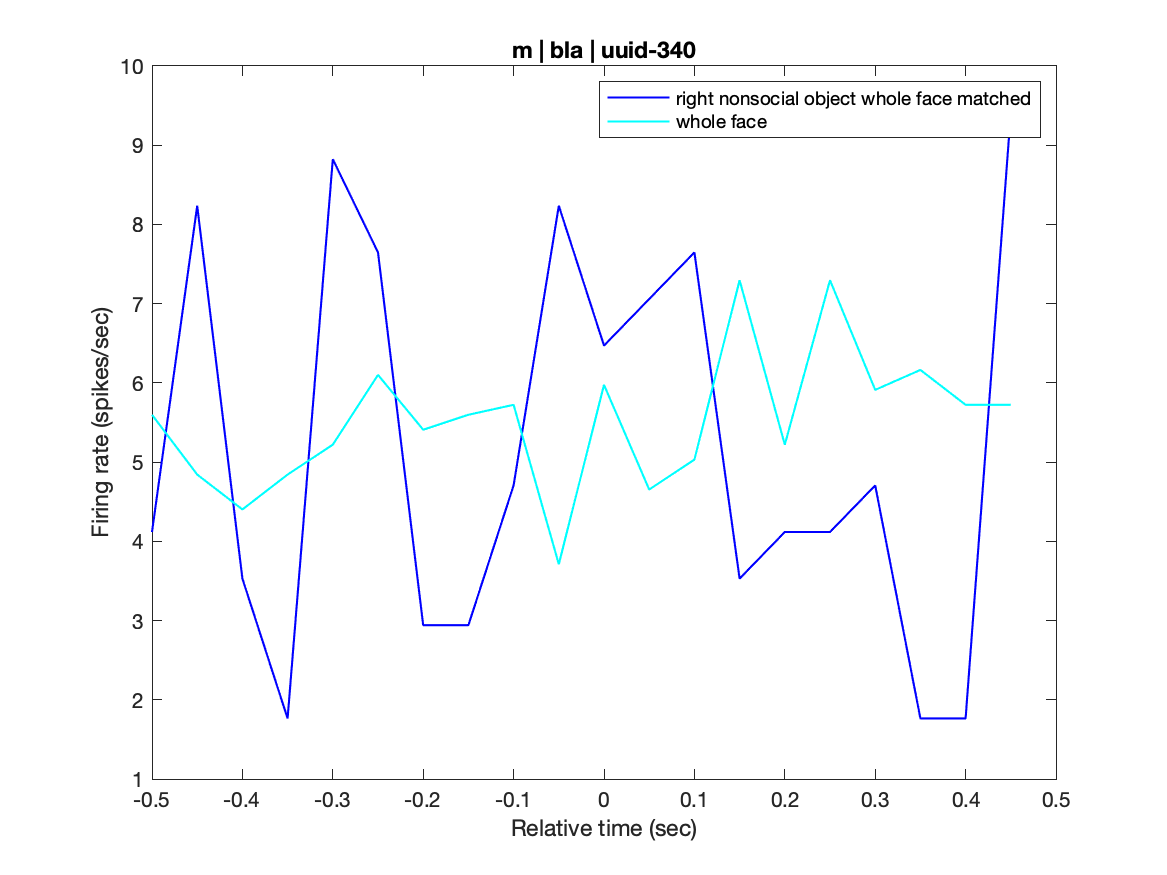 m | bla | uuid-340
right nonsocial object whole face matched
whole face
Firing rate (spikes/sec)
10
9
8
7
6
5
4
3
2
1
-0.5 -0.4 -0.3 -0.2 -0.1 0 0.1 0.2 0.3 0.4 0.5
Relative time (sec)